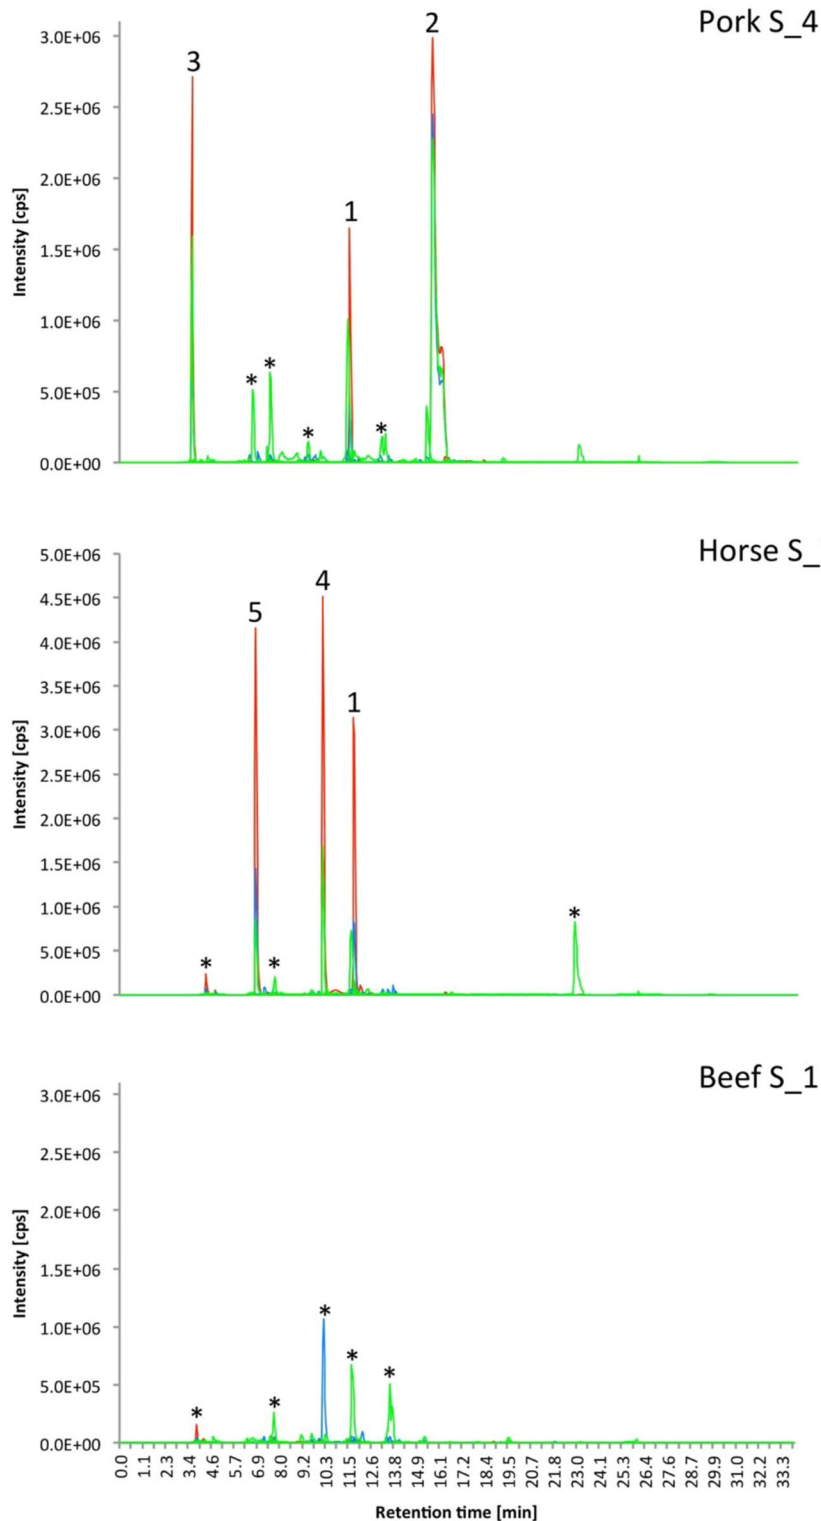 Pork S_4
3
2
1
*
*
*
*
3.0E+06
2.5E+06
2.0E+06
1.5E+06
1.0E+06
5.0E+05
0.0E+00
Intensity [cps]
Horse S_
5
4
1
*
*
*
5.0E+06
4.5E+06
4.0E+06
3.5E+06
3.0E+06
2.5E+06
2.0E+06
1.5E+06
1.0E+06
5.0E+05
0.0E+00
Intensity [cps]
Beef S_1
*
*
*
*
*
3.0E+06
2.5E+06
2.0E+06
1.5E+06
1.0E+06
5.0E+05
0.0E+00
Intensity [cps]
0.0 1.1 2.3 3.4 4.6 5.7 6.9 8.0 9.2 10.3 11.5 12.6 13.8 14.9 16.1 17.2 18.4 19.5 20.7 21.8 23.0 24.1 25.3 26.4 27.6 28.7 29.9 31.0 32.2 33.3
Retention time [min]